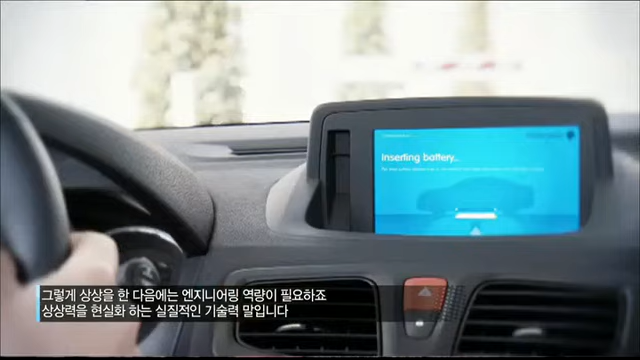 Inserting battery...
그렇게 상상을 한 다음에는 엔지니어링 역량이 필요하죠
상상력을 현실화 하는 실질적인 기술력 말입니다